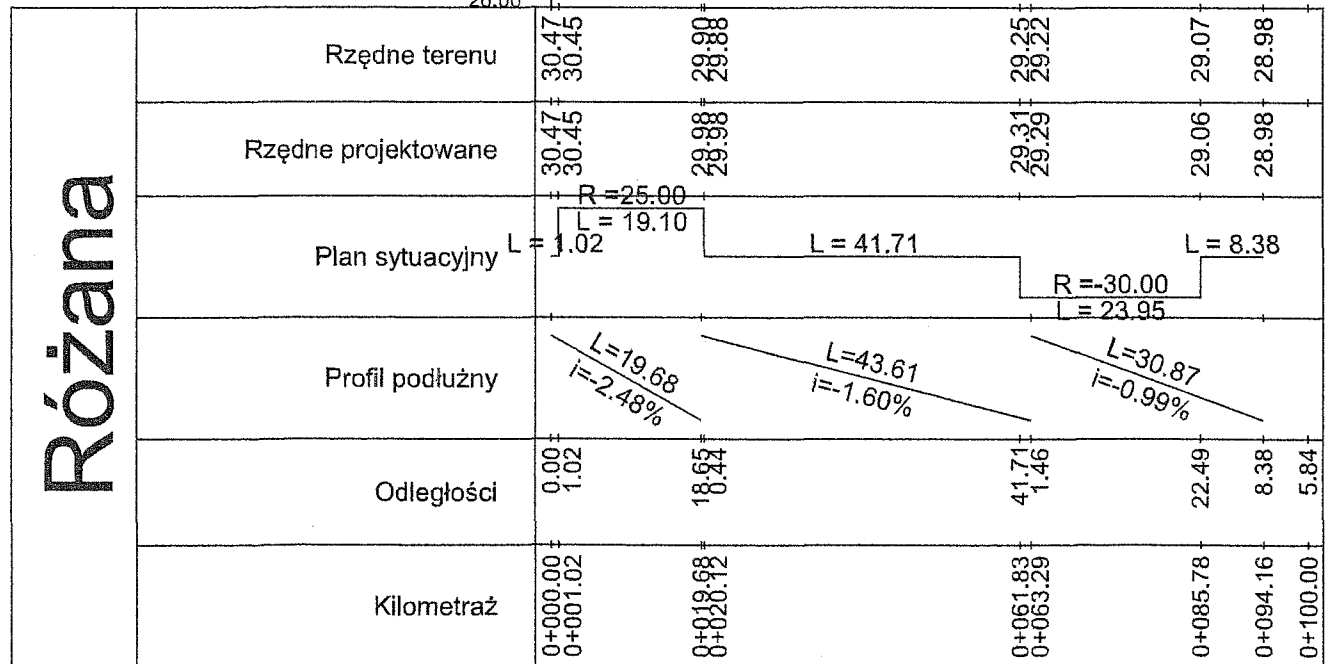 26.00
Różana
Rzędne terenu
30.47
30.45
29.90
29.88
29.25
29.22
29.07
28.98
Rzędne projektowane
30.47
30.45
29.98
29.98
29.31
29.29
29.06
28.98
Plan sytuacyjny
L = 1.02
R =25.00
L = 19.10
L = 41.71
R =-30.00
L = 23.95
L = 8.38
Profil podłużny
L=19.68
i=-2.48%
L=43.61
i=-1.60%
L=30.87
i=-0.99%
Odległości
0.00
1.02
18.65
0.44
41.71
1.46
22.49
8.38
5.84
Kilometraż
0+000.00
0+001.02
0+019.68
0+020.12
0+061.83
0+063.29
0+085.78
0+094.16
0+100.00